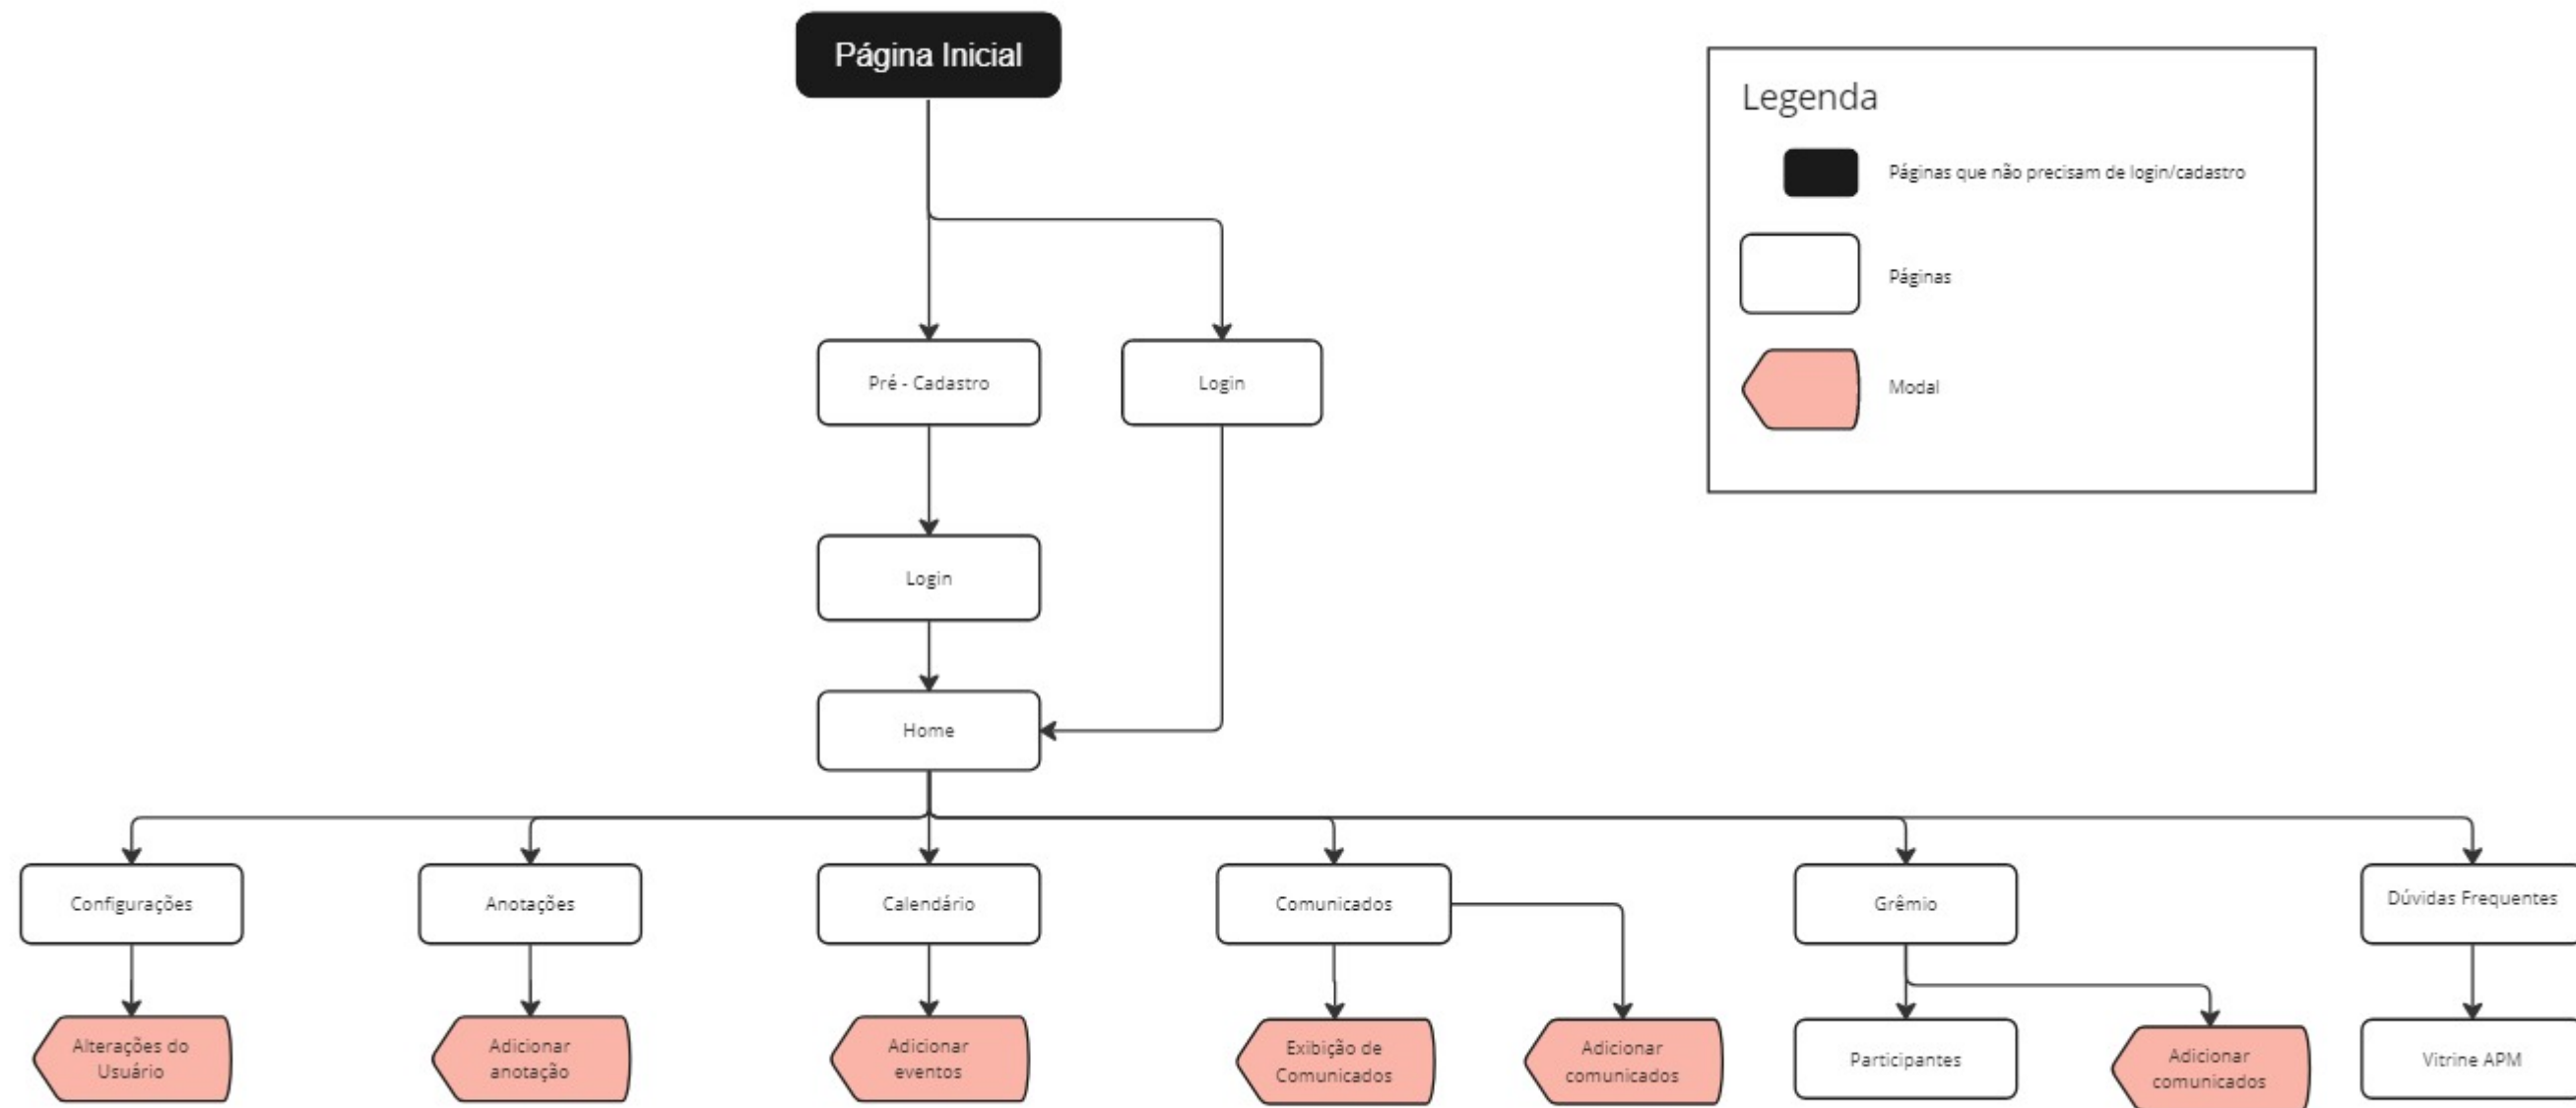 Página Inicial
Legenda
Páginas que não precisam de login/cadastro
Páginas
Modal
Pré - Cadastro
Login
Login
Home
Configurações
Anotações
Calendário
Comunicados
Grêmio
Dúvidas Frequentes
Alterações do
Usuário
Adicionar
anotação
Adicionar
eventos
Exibição de
Comunicados
Adicionar
comunicados
Participantes
Adicionar
comunicados
Vitrine APM